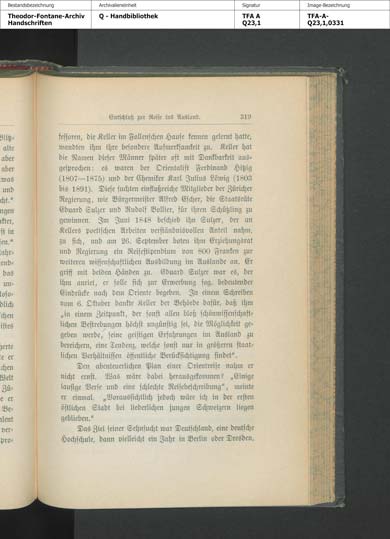 Bestandsbezeichnung
Theodor-Fontane-Archiv
Handschriften
Archivalieneinheit
Q - Handbibliothek
Signatur
TFA A
Q23,1
Image-Bezeichnung
TFA-A-
Q23,1,0331
Entschluß zur Reise ins Ausland. 319
fessoren, die Keller im Follenschen Hause kennen gelernt hatte,
wandten ihm ihre besondere Aufmerksamkeit zu. Keller hat
die Namen dieser Männer später oft mit Dankbarkeit aus-
gesprochen: es waren der Orientalist Ferdinand Hitzig
(1807—1875) und der Chemiker Karl Julius Löwig (1803
bis 1891). Diese suchten einflußreiche Mitglieder der Züricher
Regierung, wie Bürgermeister Alfred Escher, die Staatsräte
Eduard Sulzer und Rudolf Bollier, für ihren Schützling zu
gewinnen. Im Juni 1848 beschied ihn Sulzer, der an
Kellers poetischen Arbeiten verständnisvollen Anteil nahm,
zu sich, und am 26. September boten ihm Erziehungsrat
und Regierung ein Reisestipendium von 800 Franken zur
weiteren wissenschaftlichen Ausbildung im Auslande an. Er
griff mit beiden Händen zu. Eduard Sulzer war es, der
ihm anriet, er solle sich zur Erwerbung sog. bedeutender
Eindrücke nach dem Oriente begeben. In einem Schreiben
vom 6. Oktober dankte Keller der Behörde dafür, daß ihm
„in einem Zeitpunkt, der sonst allen bloß schönwissenschaft-
lichen Bestrebungen höchst ungünstig sei, die Möglichkeit ge-
geben werde, seine geistigen Erfahrungen im Ausland zu
bereichern, eine Tendenz, welche sonst nur in größeren staat-
lichen Verhältnissen öffentliche Berücksichtigung findet“.
Den abenteuerlichen Plan einer Orientreise nahm er
nicht ernst. Was wäre dabei herausgekommen? „Einige
lausige Verse und eine schlechte Reisebeschreibung“, meinte
er einmal. „Voraussichtlich jedoch wäre ich in der ersten
östlichen Stadt bei liederlichen jungen Schweizern liegen
geblieben.“
Das Ziel seiner Sehnsucht war Deutschland, eine deutsche
Hochschule, dann vielleicht ein Jahr in Berlin oder Dresden,